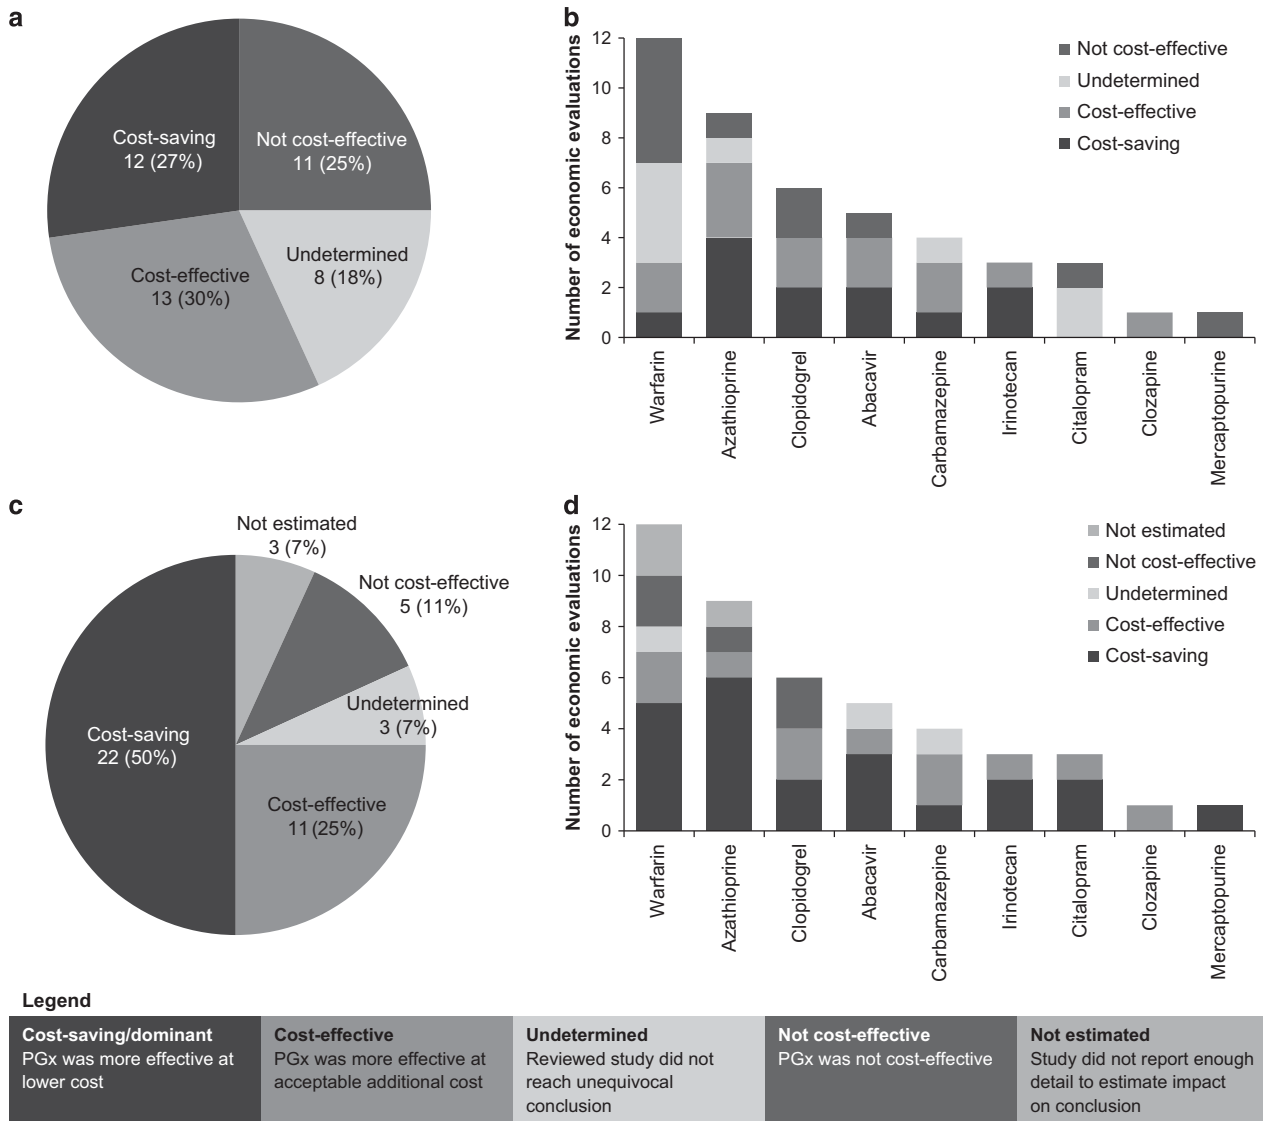 a
Cost-saving
12 (27%)
Not cost-effective
11 (25%)
Undetermined
8 (18%)
Cost-effective
13 (30%)
b
Number of economic evaluations
12
10
8
6
4
2
0
Not cost-effective
Undetermined
Cost-effective
Cost-saving
Warfarin
Azathioprine
Clopidogrel
Abacavir
Carbamazepine
Irinotecan
Citalopram
Clozapine
Mercaptopurine
c
Not estimated
3 (7%)
Not cost-effective
5 (11%)
Undetermined
3 (7%)
Cost-saving
22 (50%)
Cost-effective
11 (25%)
d
Number of economic evaluations
12
10
8
6
4
2
0
Not estimated
Not cost-effective
Undetermined
Cost-effective
Cost-saving
Warfarin
Azathioprine
Clopidogrel
Abacavir
Carbamazepine
Irinotecan
Citalopram
Clozapine
Mercaptopurine
Legend
Cost-saving/dominant
PGx was more effective at
lower cost
Cost-effective
PGx was more effective at
acceptable additional cost
Undetermined
Reviewed study did not
reach unequivocal
conclusion
Not cost-effective
PGx was not cost-effective
Not estimated
Study did not report enough
detail to estimate impact
on conclusion